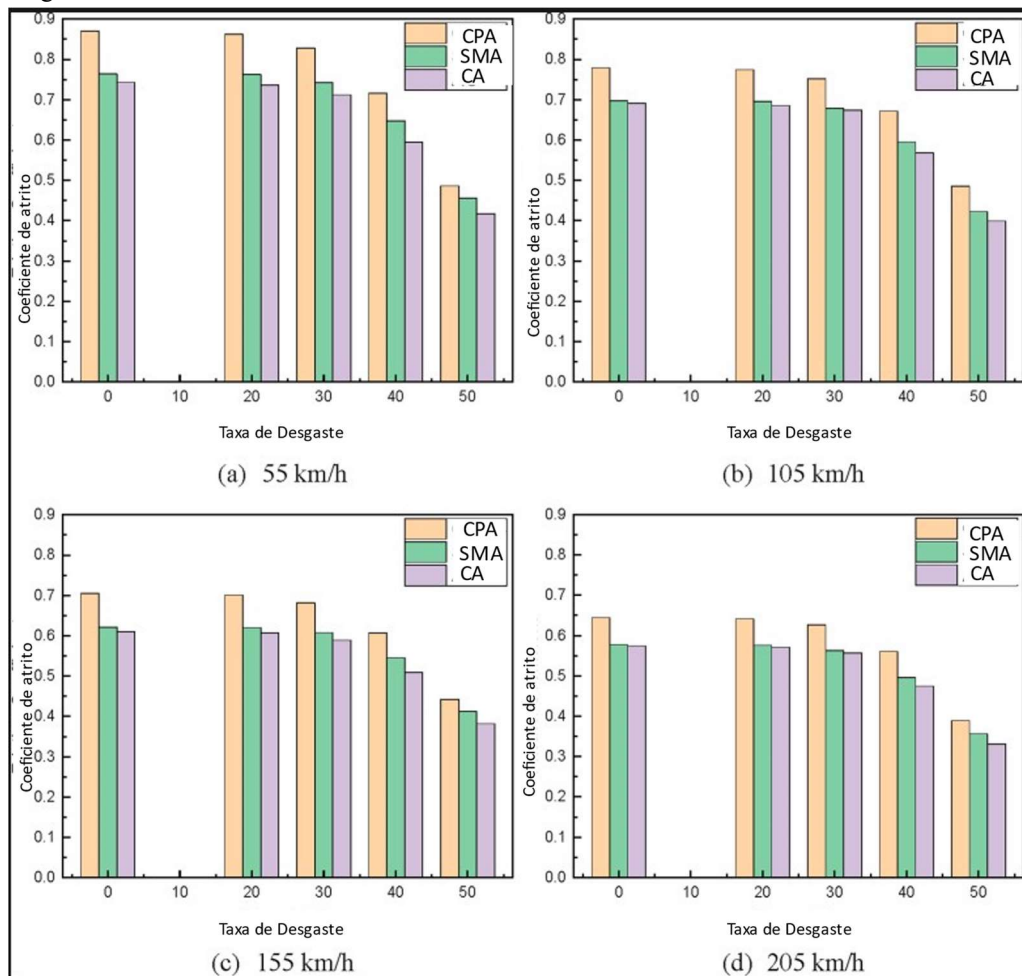 0.9
0.8
0.7
0.6
0.5
0.4
0.3
0.2
0.1
0.0
Coeficiente de atrito
CPA
SMA
CA
0 10 20 30 40 50
Taxa de Desgaste
(a) 55 km/h
0.9
0.8
0.7
0.6
0.5
0.4
0.3
0.2
0.1
0.0
Coeficiente de atrito
CPA
SMA
CA
0 10 20 30 40 50
Taxa de Desgaste
(b) 105 km/h
0.9
0.8
0.7
0.6
0.5
0.4
0.3
0.2
0.1
0.0
Coeficiente de atrito
CPA
SMA
CA
0 10 20 30 40 50
Taxa de Desgaste
(c) 155 km/h
0.9
0.8
0.7
0.6
0.5
0.4
0.3
0.2
0.1
0.0
Coeficiente de atrito
CPA
SMA
CA
0 10 20 30 40 50
Taxa de Desgaste
(d) 205 km/h